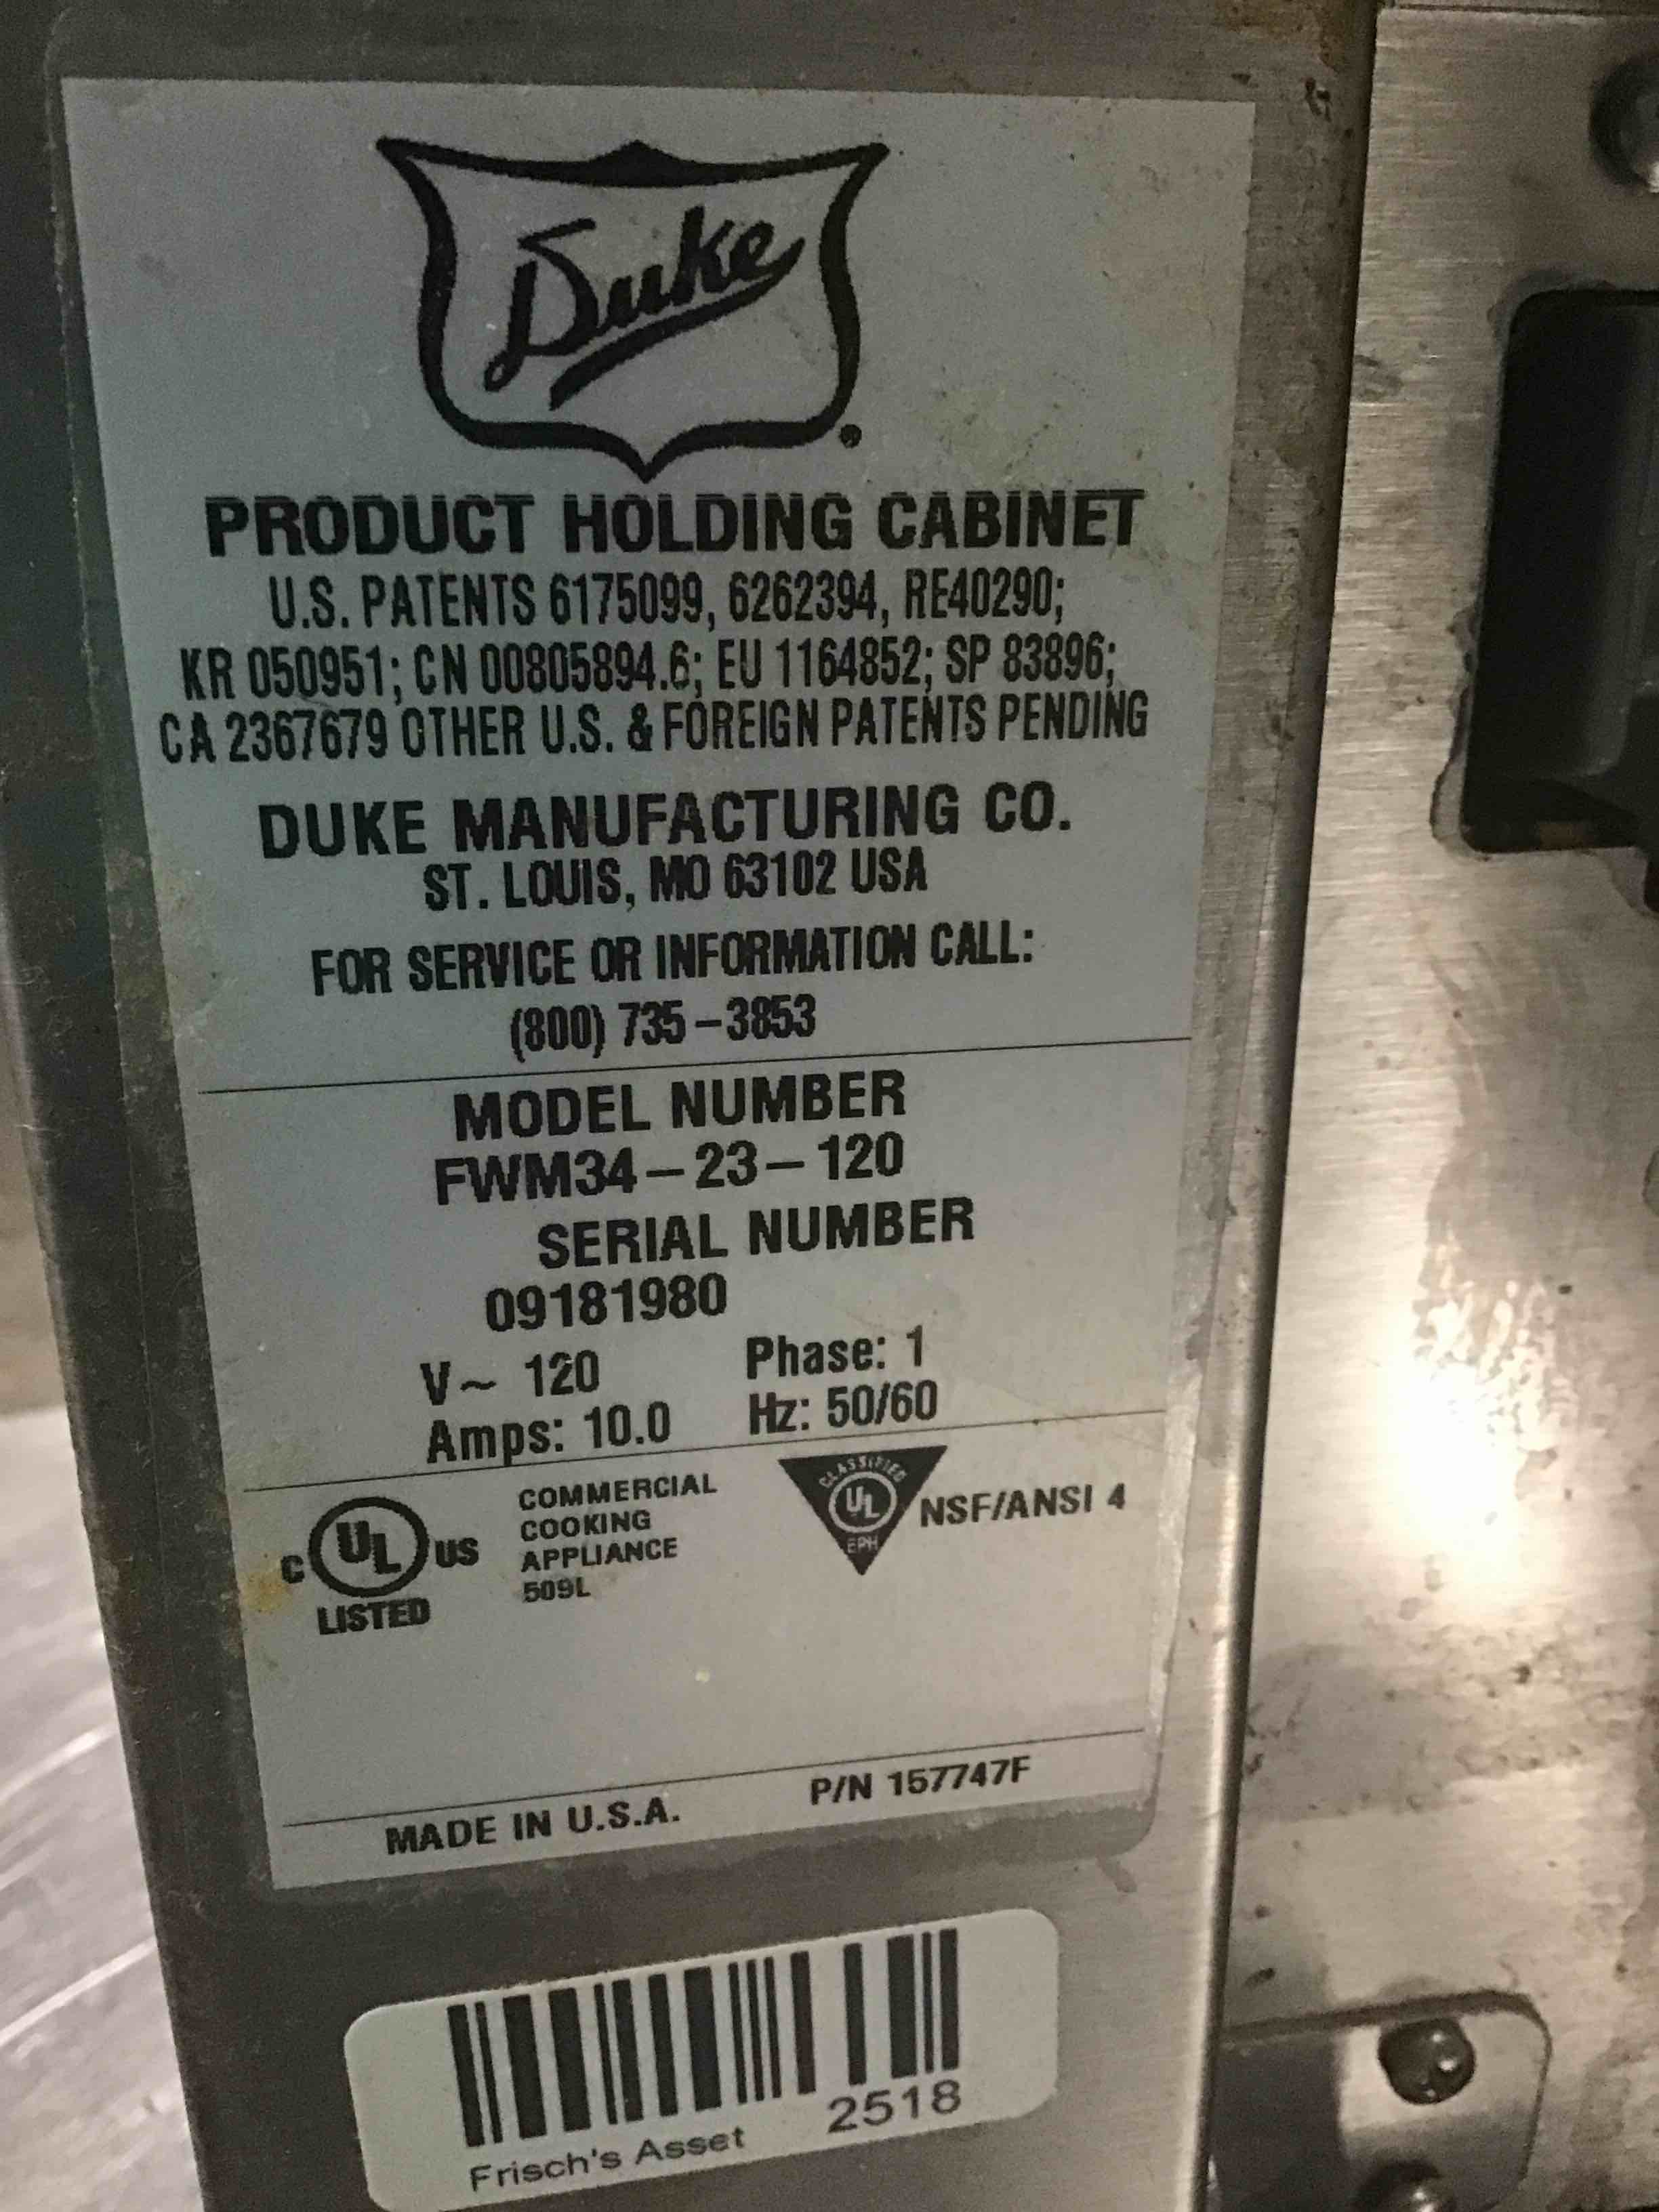 Duke
PRODUCT HOLDING CABINET
U.S. PATENTS 6175099, 6262394, RE40290;
KR 050951; CN 00805894.6; EU 1164852; SP 83896;
CA 2367679 OTHER U.S. & FOREIGN PATENTS PENDING
DUKE MANUFACTURING CO.
ST. LOUIS, MO 63102 USA
FOR SERVICE OR INFORMATION CALL:
(800) 735-3853
MODEL NUMBER
FWM34-23-120
SERIAL NUMBER
09181980
V~ 120 Phase: 1
Amps: 10.0 Hz: 50/60
C UL US
LISTED
COMMERCIAL
COOKING
APPLIANCE
509L
CLASSIFIED
UL
EPH
NSF/ANSI 4
MADE IN U.S.A. P/N 157747F
Frisch's Asset 2518